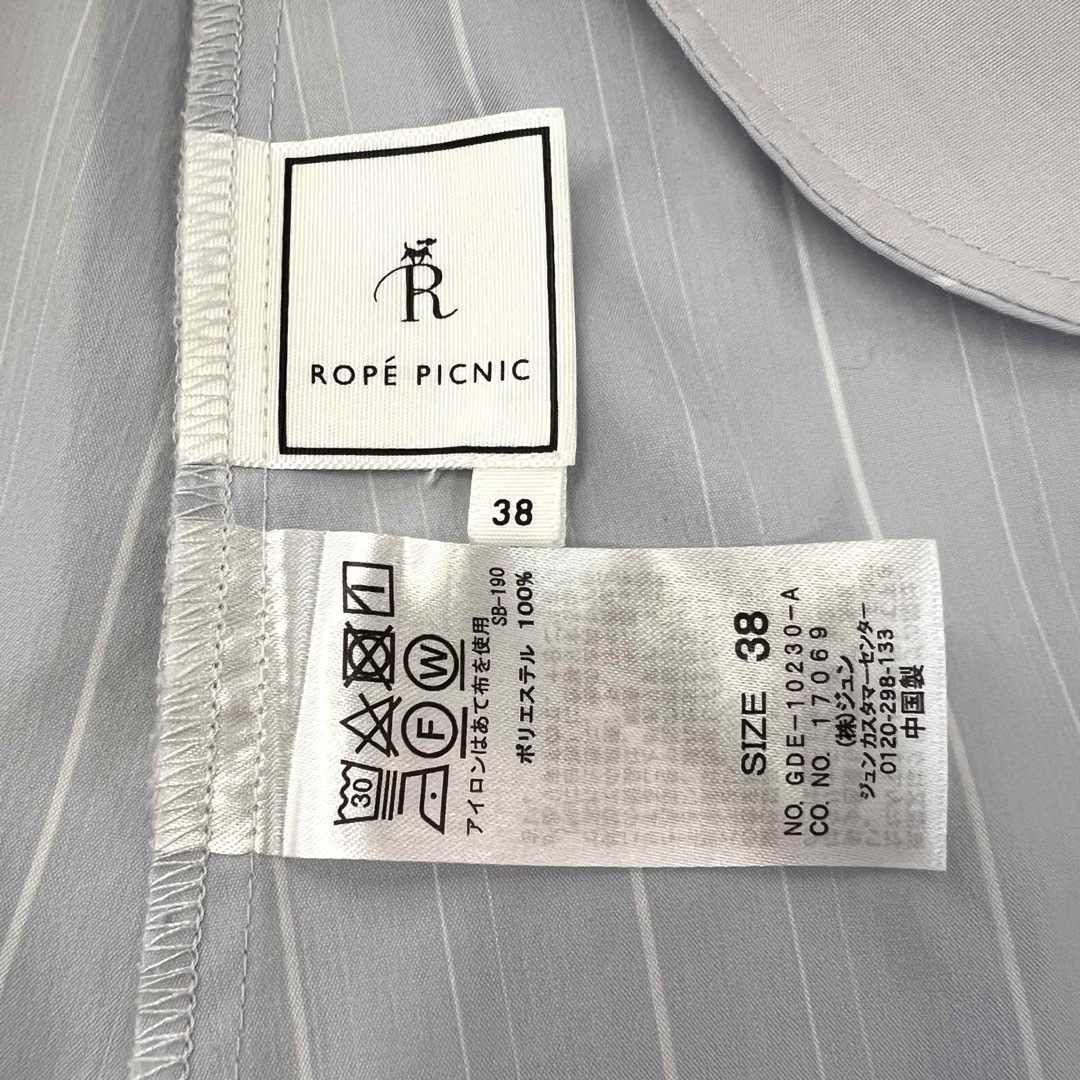 R
ROPÉ PICNIC
38
30
F
W
アイロンはあて布を使用
SB-190
ポリエステル 100%
SIZE 38
NO. GDE-10230-A
CO. NO. 17069
(株)ジュン
ジュンカスタマーセンター
0120-298-133
中国製